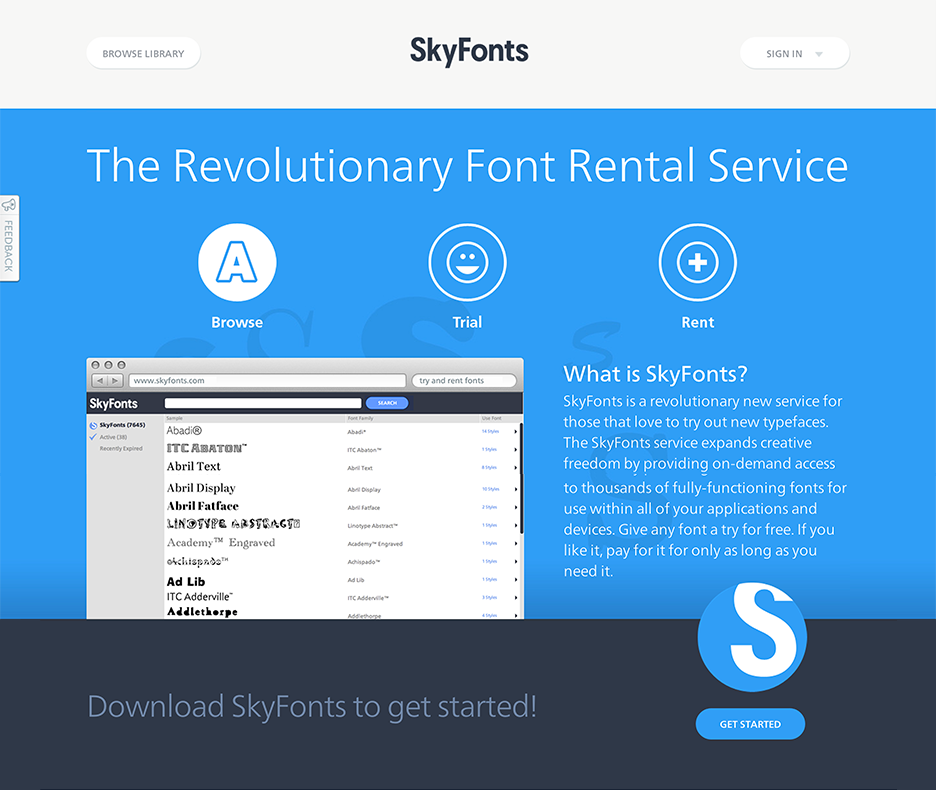 BROWSE LIBRARY
SkyFonts
SIGN IN
The Revolutionary Font Rental Service
FEEDBACK
A
Browse
Trial
Rent
www.skyfonts.com
try and rent fonts
SkyFonts
SEARCH
Sample Font Family Use Font
SkyFonts (7645)
Active (38)
Recently Expired
Abadi® Abadi® 14 Styles
ITC ABATON™ ITC Abaton™ 1 Styles
Abril Text Abril Text 8 Styles
Abril Display Abril Display 10 Styles
Abril Fatface Abril Fatface 2 Styles
LINOTYPE ABSTRACT™ Linotype Abstract™ 1 Styles
Academy™ Engraved Academy™ Engraved 1 Styles
Achispado™ Achispado™ 1 Styles
Ad Lib Ad Lib 1 Styles
ITC Adderville™ ITC Adderville™ 3 Styles
Addlethorpe Addlethorpe 4 Styles
What is SkyFonts?
SkyFonts is a revolutionary new service for
those that love to try out new typefaces.
The SkyFonts service expands creative
freedom by providing on-demand access
to thousands of fully-functioning fonts for
use within all of your applications and
devices. Give any font a try for free. If you
like it, pay for it for only as long as you
need it.
S
Download SkyFonts to get started!
GET STARTED